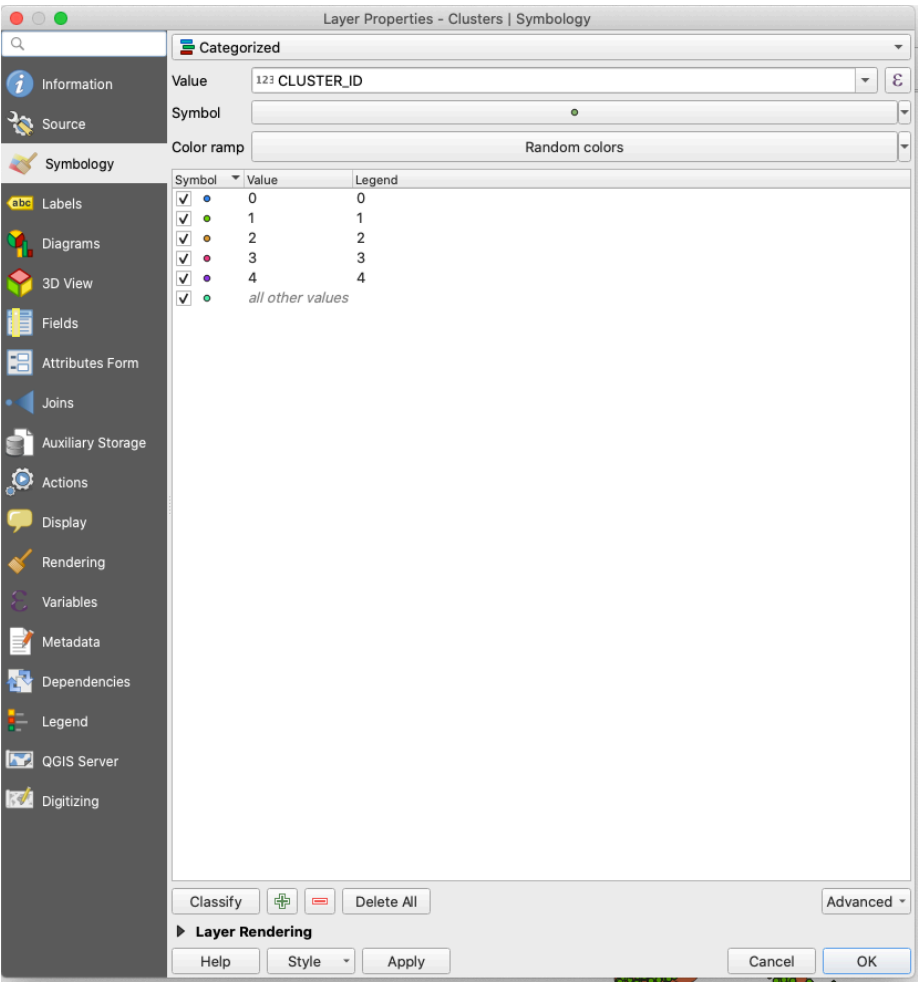 Layer Properties - Clusters | Symbology
Categorized
Information
Source
Symbology
abc Labels
Diagrams
3D View
Fields
Attributes Form
Joins
Auxiliary Storage
Actions
Display
Rendering
Variables
Metadata
Dependencies
Legend
QGIS Server
Digitizing
Value 123 CLUSTER_ID ε
Symbol
Color ramp Random colors
Symbol Value Legend
0 0
1 1
2 2
3 3
4 4
all other values
Classify Delete All Advanced
Layer Rendering
Help Style Apply Cancel OK